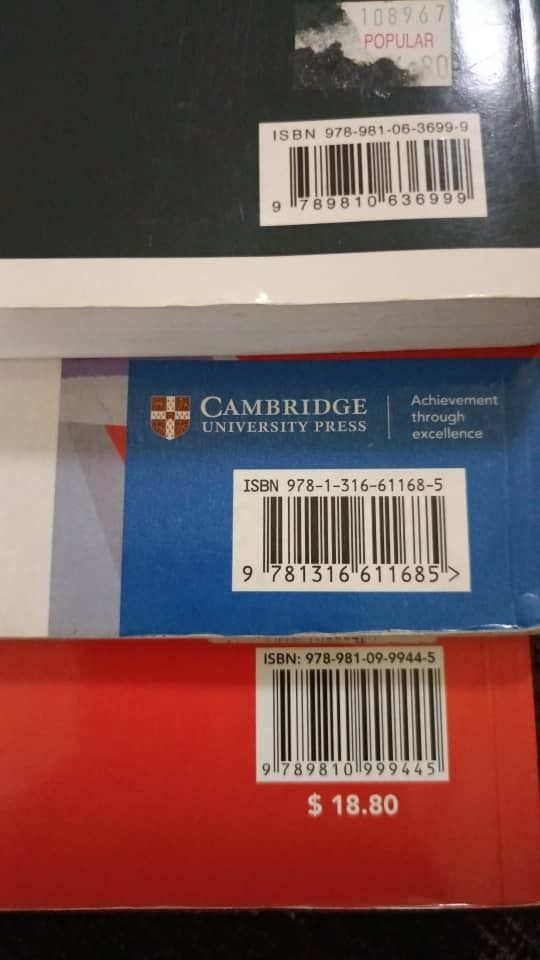 108967
POPULAR
ISBN 978-981-06-3699-9
9 789810 636999
CAMBRIDGE
UNIVERSITY PRESS
Achievement
through
excellence
ISBN 978-1-316-61168-5
9 781316 611685 >
ISBN: 978-981-09-9944-5
9 789810 999445
$ 18.80